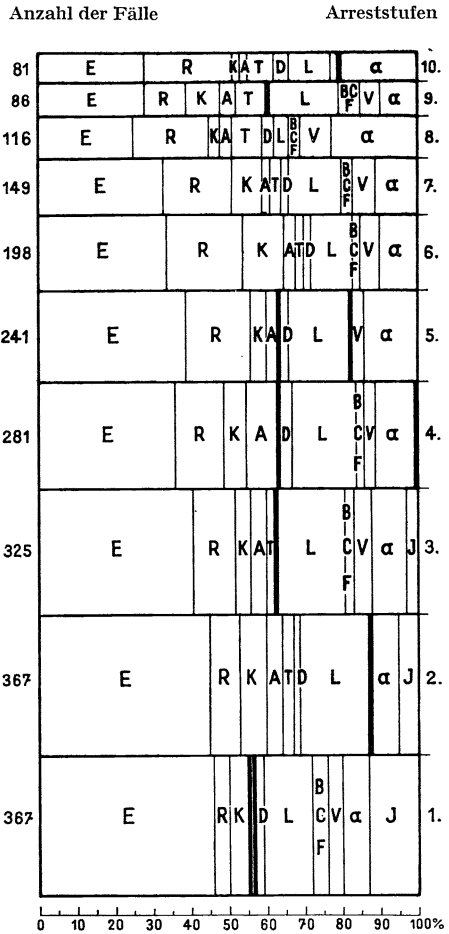 Anzahl der Fälle Arreststufen
81 E R K A T D L α 10.
86 E R K A T L BC F V α 9.
116 E R K A T D L B C F V α 8.
149 E R K A T D L B C F V α 7.
198 E R K A T D L B C F V α 6.
241 E R K A D L V α 5.
281 E R K A D L B C F V α 4.
325 E R K A T L B C F V α J 3.
367 E R K A T D L α J 2.
367 E R K D L B C F V α J 1.
0 10 20 30 40 50 60 70 80 90 100%